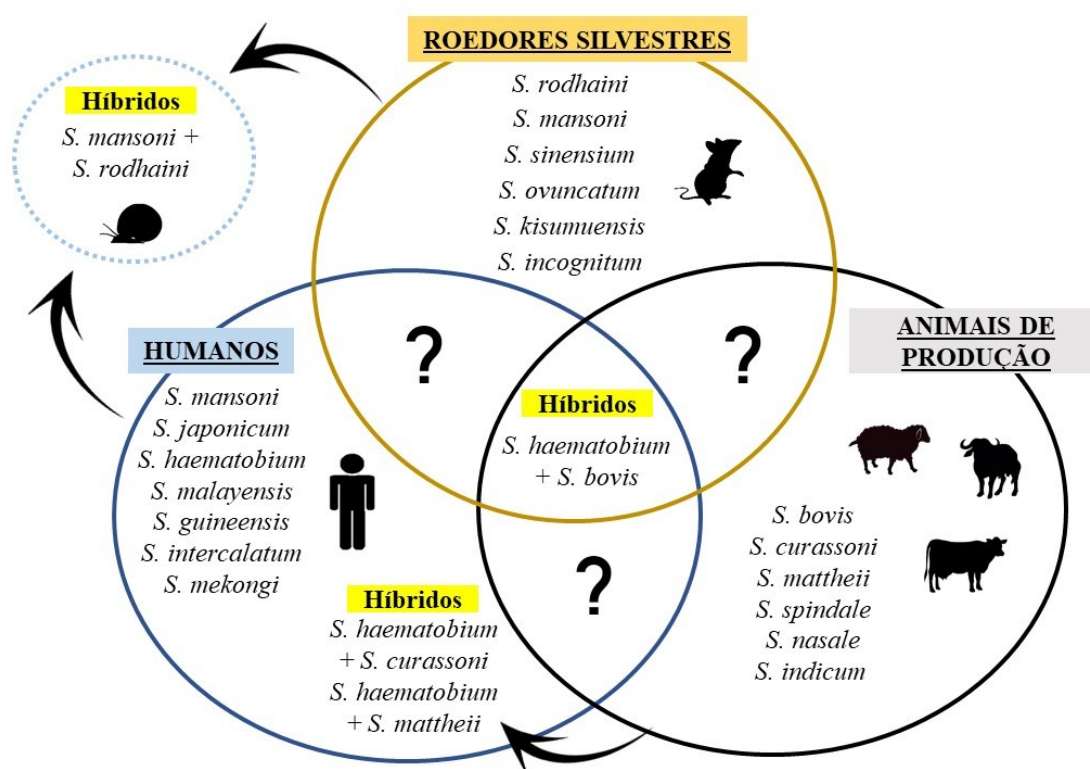 ROEDORES SILVESTRES
S. rodhaini
S. mansoni
S. sinensium
S. ovuncatum
S. kisumuensis
S. incognitum
Híbridos
S. mansoni +
S. rodhaini
HUMANOS
S. mansoni
S. japonicum
S. haematobium
S. malayensis
S. guineensis
S. intercalatum
S. mekongi
Híbridos
S. haematobium
+ S. curassoni
S. haematobium
+ S. mattheii
?
?
Híbridos
S. haematobium
+ S. bovis
?
ANIMAIS DE
PRODUÇÃO
S. bovis
S. curassoni
S. mattheii
S. spindale
S. nasale
S. indicum